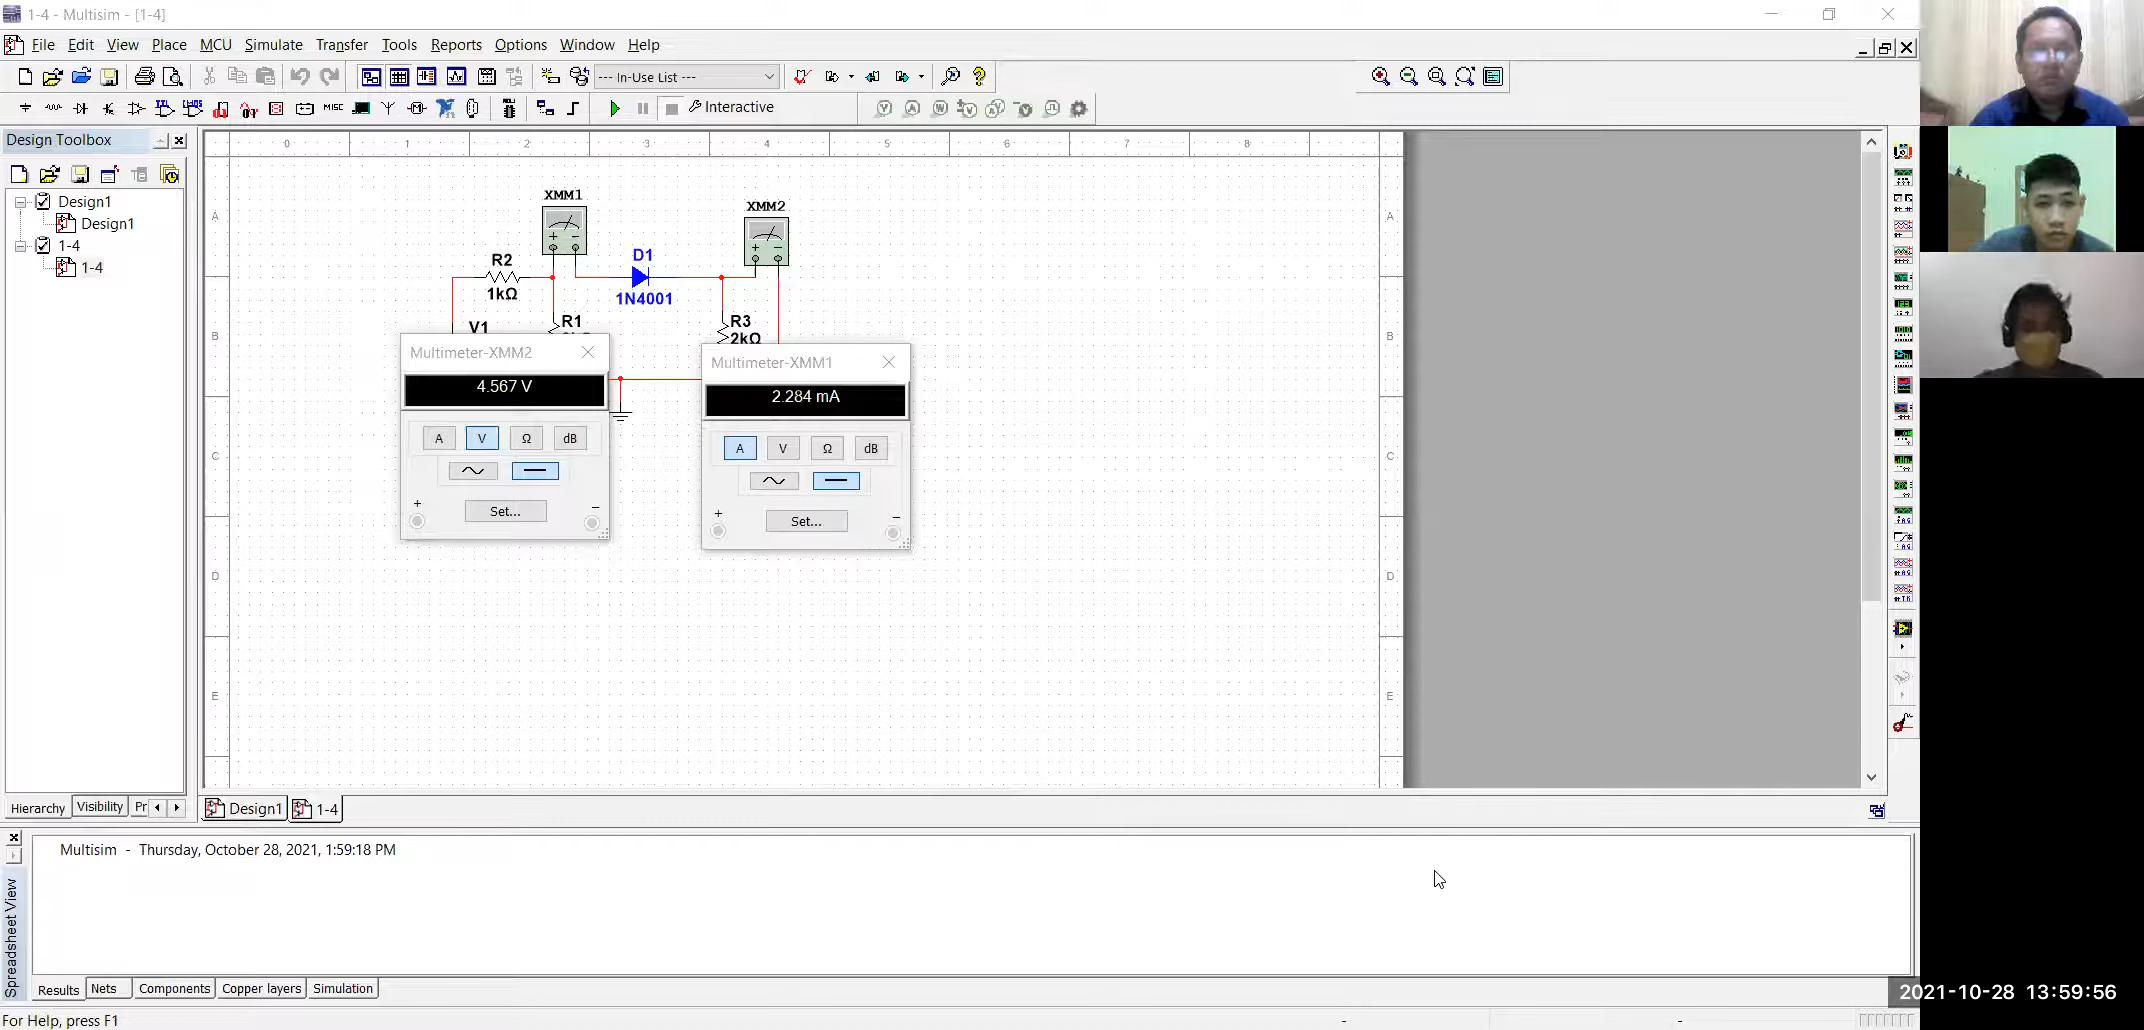 1-4 - Multisim - [1-4]
File Edit View Place MCU Simulate Transfer Tools Reports Options Window Help
--- In-Use List ---
MISC
Interactive
Design Toolbox
Design1
Design1
1-4
1-4
0 1 2 3 4 5 6 7 8
A
B
C
D
E
A
B
C
D
E
XMM1
XMM2
R2
1kΩ
D1
1N4001
R1
R3
2kΩ
V1
Multimeter-XMM2
4.567 V
A V Ω dB
Set...
+ −
Multimeter-XMM1
2.284 mA
A V Ω dB
Set...
+ −
Hierarchy Visibility Pr
Design1 1-4
Multisim - Thursday, October 28, 2021, 1:59:18 PM
Spreadsheet View
Results Nets Components Copper layers Simulation
For Help, press F1
2021-10-28 13:59:56